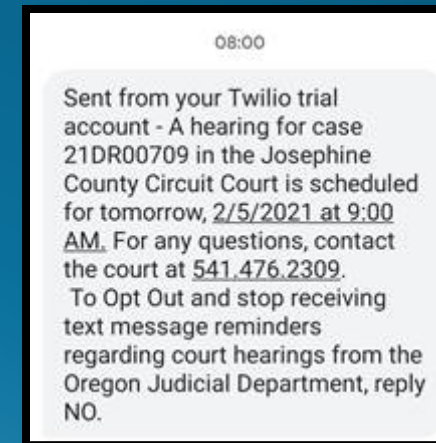 08:00
Sent from your Twilio trial
account - A hearing for case
21DR00709 in the Josephine
County Circuit Court is scheduled
for tomorrow, 2/5/2021 at 9:00
AM. For any questions, contact
the court at 541.476.2309.
To Opt Out and stop receiving
text message reminders
regarding court hearings from the
Oregon Judicial Department, reply
NO.